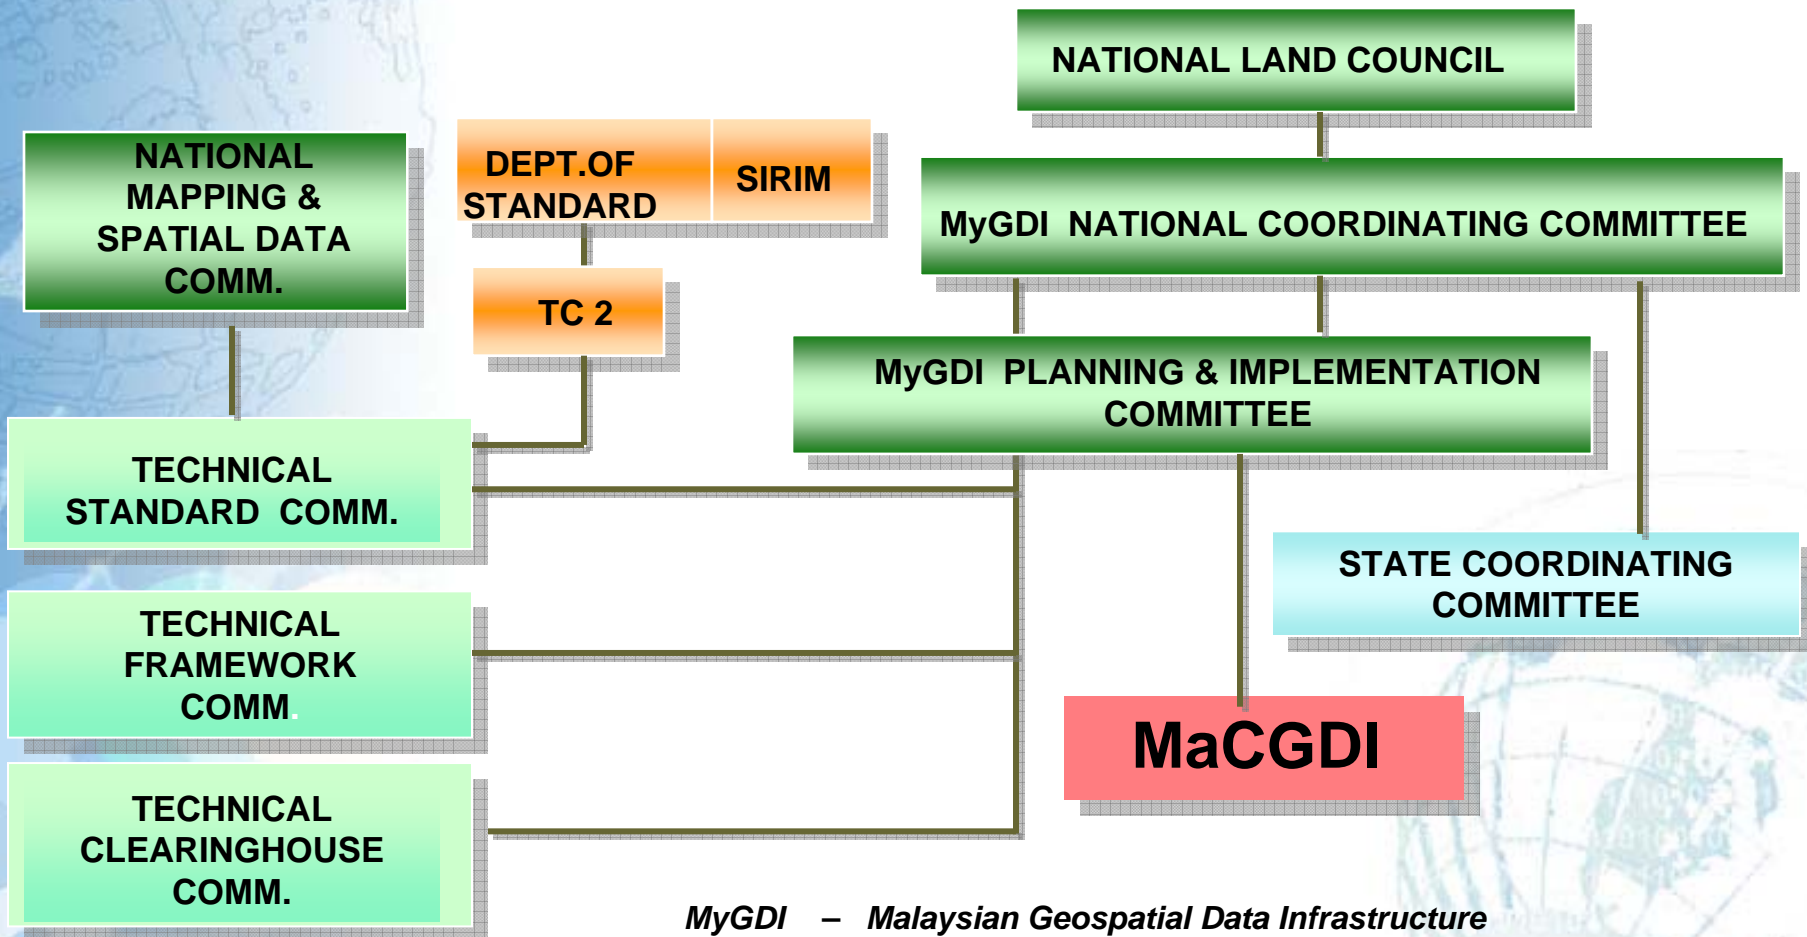 NATIONAL LAND COUNCIL
NATIONAL
MAPPING &
SPATIAL DATA
COMM.
DEPT.OF
STANDARD
SIRIM
MyGDI NATIONAL COORDINATING COMMITTEE
TC 2
MyGDI PLANNING & IMPLEMENTATION
COMMITTEE
TECHNICAL
STANDARD COMM.
STATE COORDINATING
COMMITTEE
TECHNICAL
FRAMEWORK
COMM.
MaCGDI
TECHNICAL
CLEARINGHOUSE
COMM.
MyGDI – Malaysian Geospatial Data Infrastructure